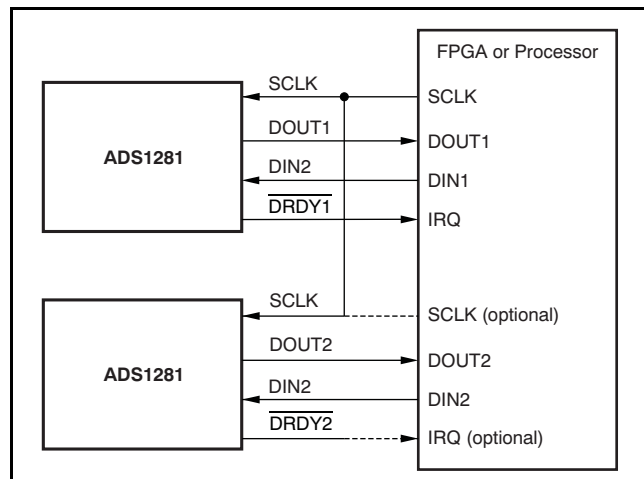 FPGA or Processor
SCLK
SCLK
DOUT1
DOUT1
ADS1281
DIN2
DIN1
DRDY1
IRQ
SCLK
SCLK (optional)
DOUT2
DOUT2
ADS1281
DIN2
DIN2
DRDY2
IRQ (optional)